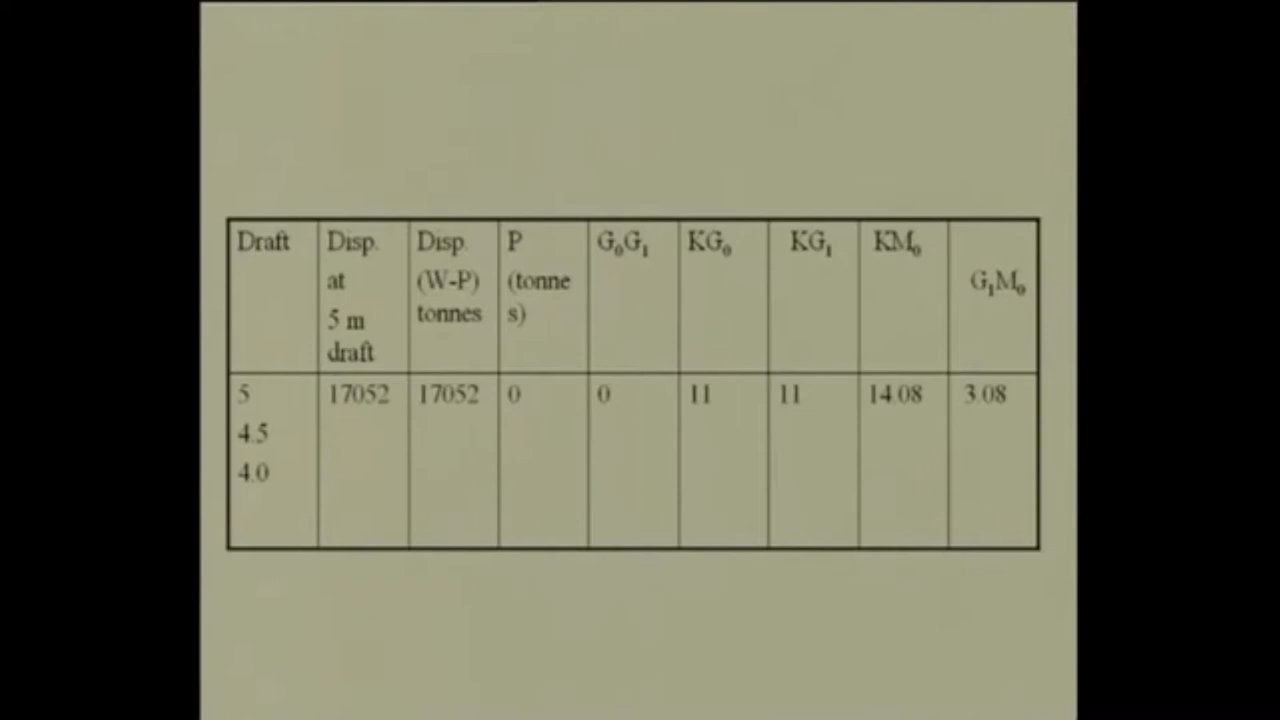 Draft Disp. Disp. P G₀G₁ KG₀ KG₁ KM₀
at (W-P) (tonne G₁M₀
5 m tonnes s)
draft
5 17052 17052 0 0 11 11 14.08 3.08
4.5
4.0